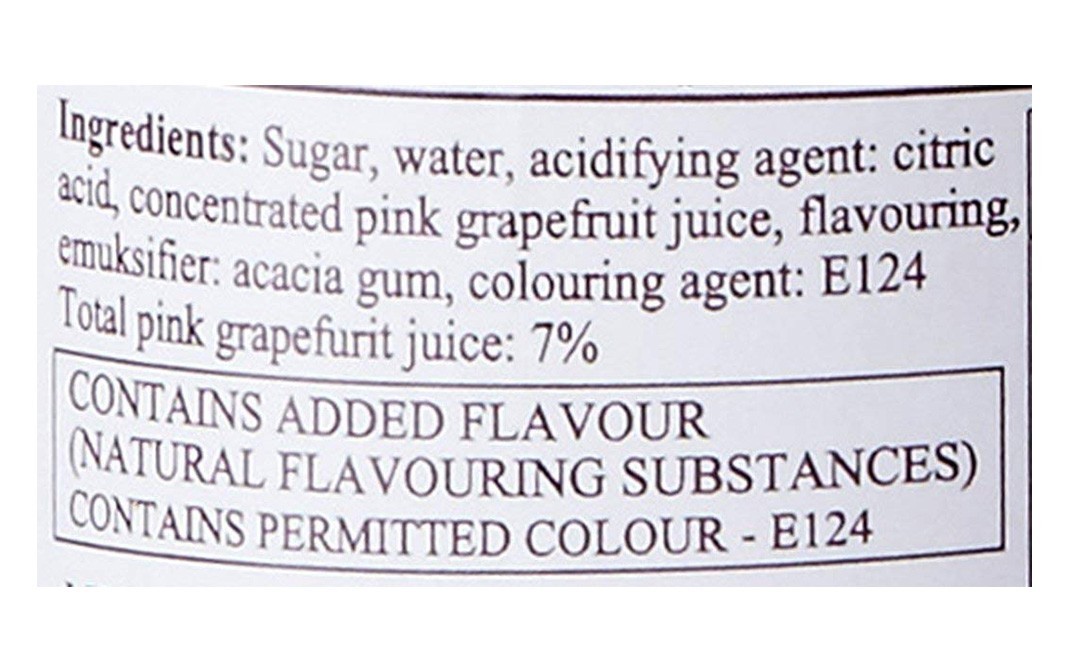 Ingredients: Sugar, water, acidifying agent: citric
acid, concentrated pink grapefruit juice, flavouring,
emuksifier: acacia gum, colouring agent: E124
Total pink grapefurit juice: 7%
CONTAINS ADDED FLAVOUR
(NATURAL FLAVOURING SUBSTANCES)
CONTAINS PERMITTED COLOUR - E124